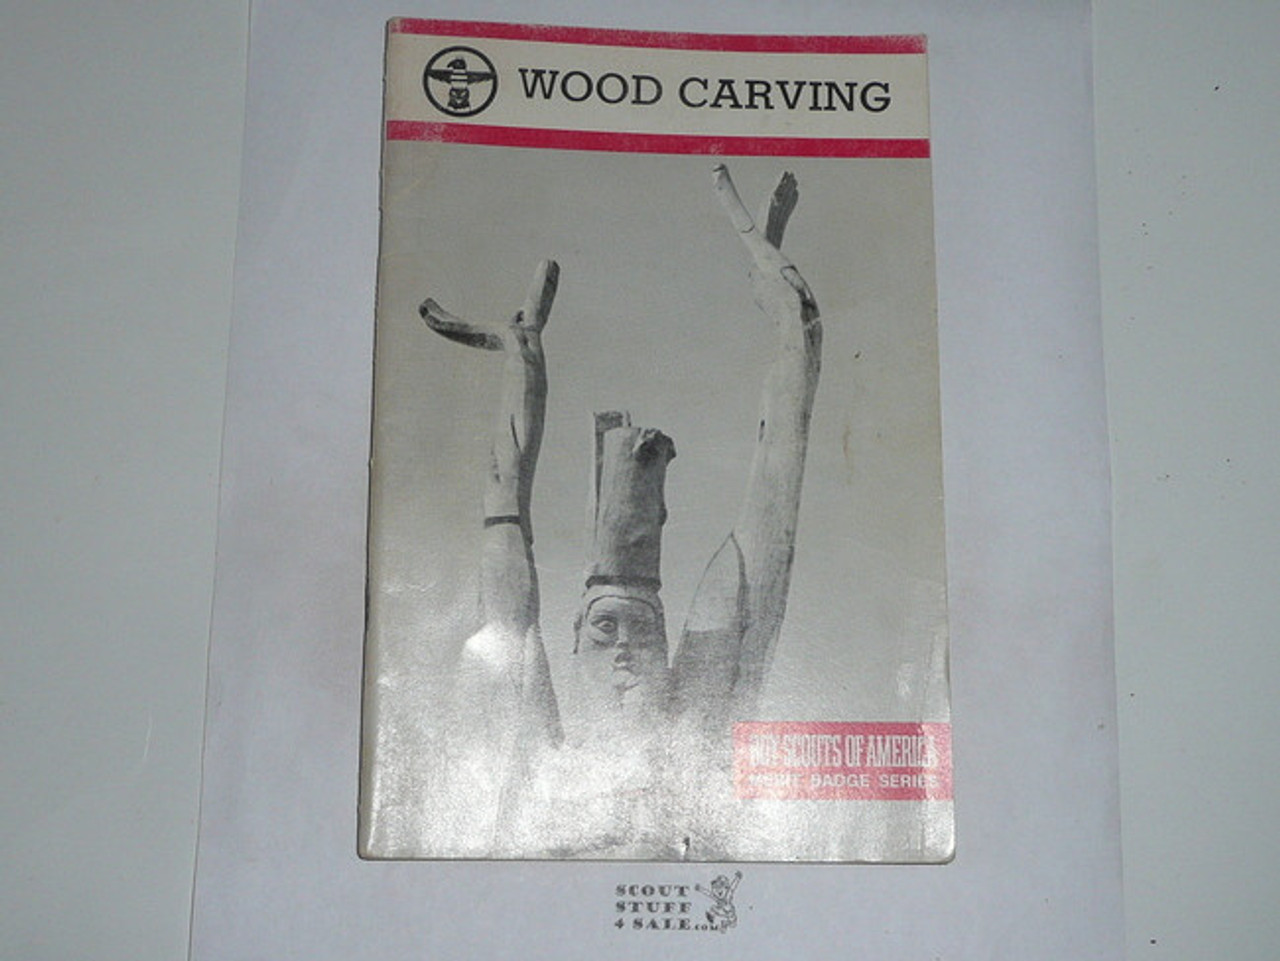 WOOD CARVING
BOY SCOUTS OF AMERICA
MERIT BADGE SERIES
SCOUT
STUFF
4 SALE.COM